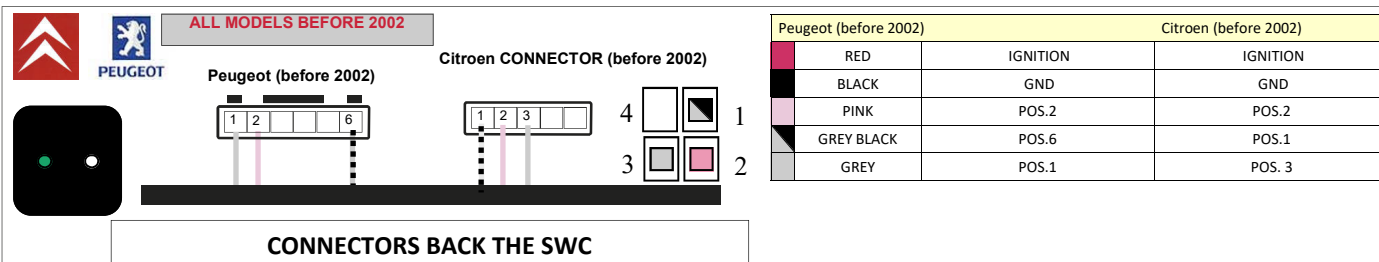 ALL MODELS BEFORE 2002
PEUGEOT
Peugeot (before 2002)
1 2 6
Citroen CONNECTOR (before 2002)
1 2 3
4 1
3 2
CONNECTORS BACK THE SWC
Peugeot (before 2002) Citroen (before 2002)
RED IGNITION IGNITION
BLACK GND GND
PINK POS.2 POS.2
GREY BLACK POS.6 POS.1
GREY POS.1 POS. 3